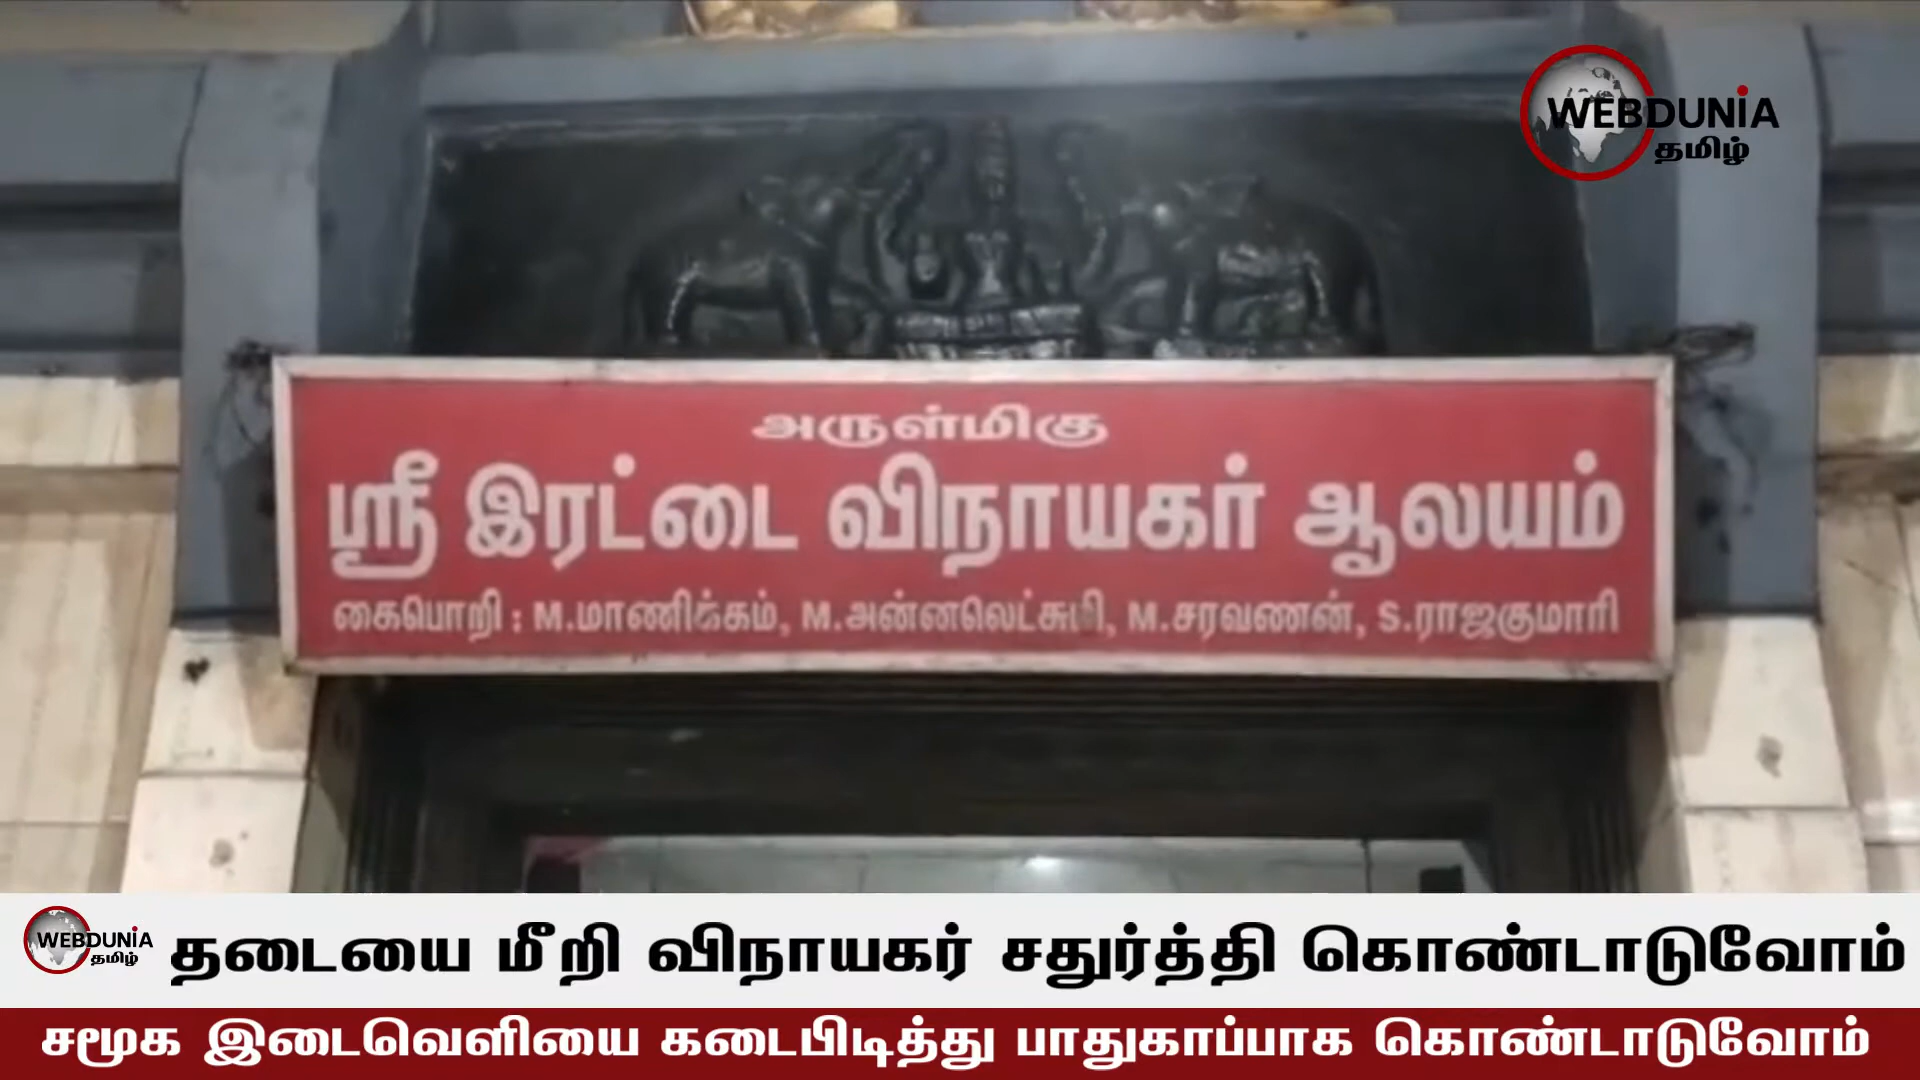 WEBDUNIA
தமிழ்
அருள்மிகு
ஸ்ரீ இரட்டை விநாயகர் ஆலயம்
கைபொறி : M.மாணிக்கம், M.அன்னலெட்சுமி, M.சரவணன், S.ராஜகுமாரி
WEBDUNIA
தமிழ்
தடையை மீறி விநாயகர் சதுர்த்தி கொண்டாடுவோம்
சமூக இடைவெளியை கடைபிடித்து பாதுகாப்பாக கொண்டாடுவோம்